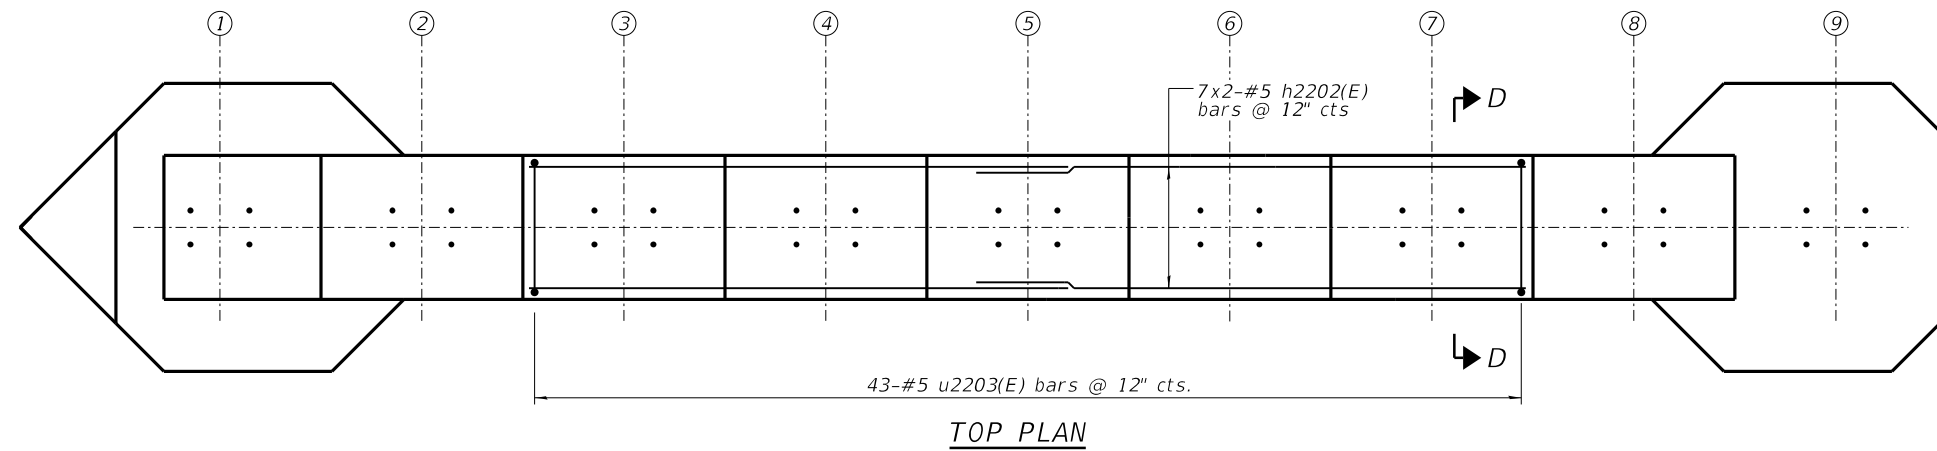 1 2 3 4 5 6 7 8 9
7x2-#5 h2202(E)
bars @ 12" cts
D
D
43-#5 u2203(E) bars @ 12" cts.
TOP PLAN